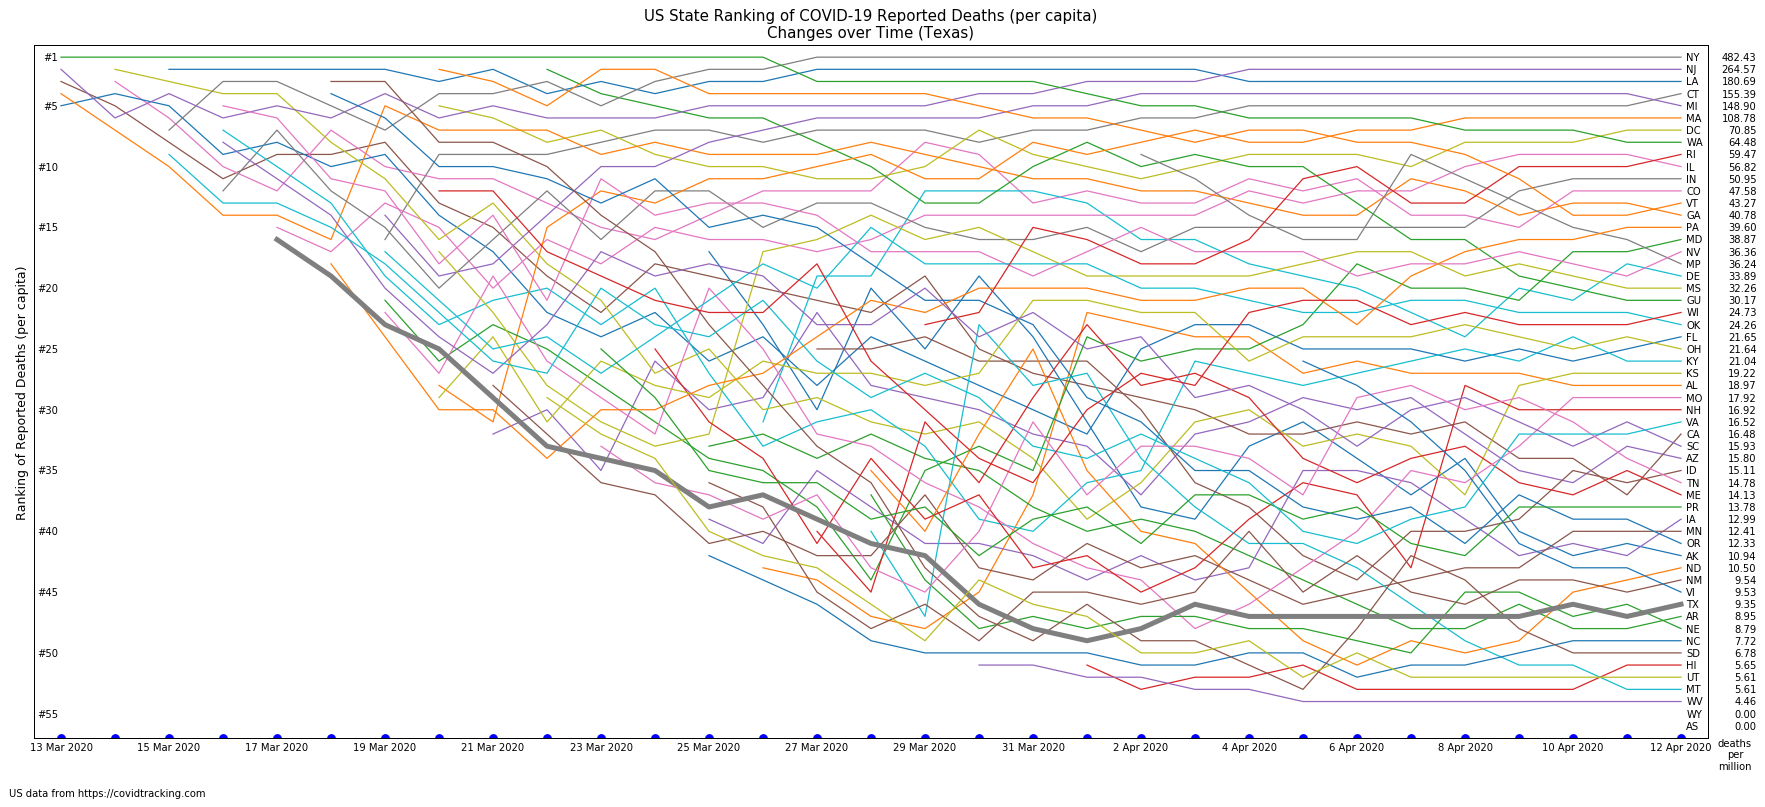 US State Ranking of COVID-19 Reported Deaths (per capita)
Changes over Time (Texas)
Ranking of Reported Deaths (per capita)
#1
#5
#10
#15
#20
#25
#30
#35
#40
#45
#50
#55
NY 482.43
NJ 264.57
LA 180.69
CT 155.39
MI 148.90
MA 108.78
DC 70.85
WA 64.48
RI 59.47
IL 56.82
IN 50.95
CO 47.58
VT 43.27
GA 40.78
PA 39.60
MD 38.87
NV 36.36
MP 36.24
DE 33.89
MS 32.26
GU 30.17
WI 24.73
OK 24.26
FL 21.65
OH 21.64
KY 21.04
KS 19.22
AL 18.97
MO 17.92
NH 16.92
VA 16.52
CA 16.48
SC 15.93
AZ 15.80
ID 15.11
TN 14.78
ME 14.13
PR 13.78
IA 12.99
MN 12.41
OR 12.33
AK 10.94
ND 10.50
NM 9.54
VI 9.53
TX 9.35
AR 8.95
NE 8.79
NC 7.72
SD 6.78
HI 5.65
UT 5.61
MT 5.61
WV 4.46
WY 0.00
AS 0.00
13 Mar 2020 15 Mar 2020 17 Mar 2020 19 Mar 2020 21 Mar 2020 23 Mar 2020 25 Mar 2020 27 Mar 2020 29 Mar 2020 31 Mar 2020 2 Apr 2020 4 Apr 2020 6 Apr 2020 8 Apr 2020 10 Apr 2020 12 Apr 2020
deaths
per
million
US data from https://covidtracking.com